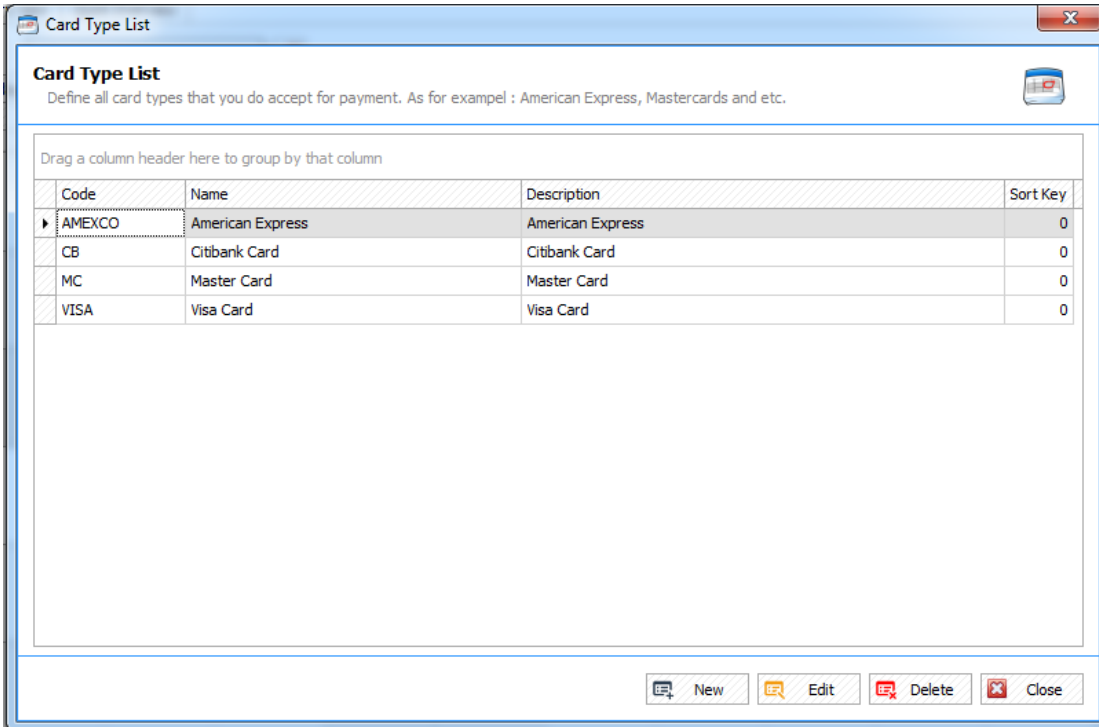 Card Type List
Card Type List
Define all card types that you do accept for payment. As for exampel : American Express, Mastercards and etc.
Drag a column header here to group by that column
Code Name Description Sort Key
AMEXCO American Express American Express 0
CB Citibank Card Citibank Card 0
MC Master Card Master Card 0
VISA Visa Card Visa Card 0
New Edit Delete Close